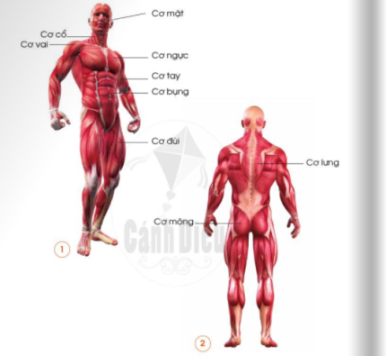 Cơ mặt
Cơ cổ
Cơ vai
Cơ ngực
Cơ tay
Cơ bụng
Cơ đùi
1
Cơ lưng
Cơ mông
Cánh Diều
2